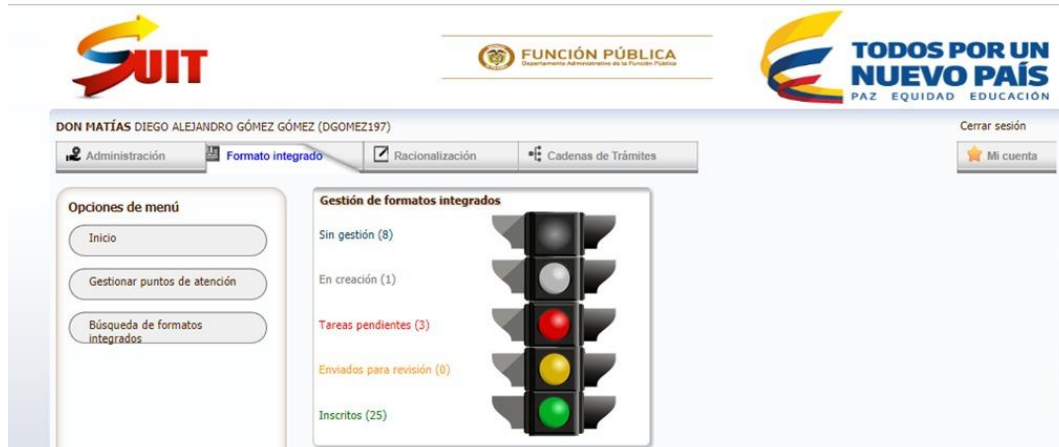 SUIT
FUNCIÓN PÚBLICA
Departamento Administrativo de la Función Pública
TODOS POR UN
NUEVO PAÍS
PAZ EQUIDAD EDUCACIÓN
DON MATÍAS DIEGO ALEJANDRO GÓMEZ GÓMEZ (DGOMEZ197)
Cerrar sesión
Administración
Formato integrado
Racionalización
Cadenas de Trámites
Mi cuenta
Opciones de menú
Inicio
Gestionar puntos de atención
Búsqueda de formatos
integrados
Gestión de formatos integrados
Sin gestión (8)
En creación (1)
Tareas pendientes (3)
Enviados para revisión (0)
Inscritos (25)